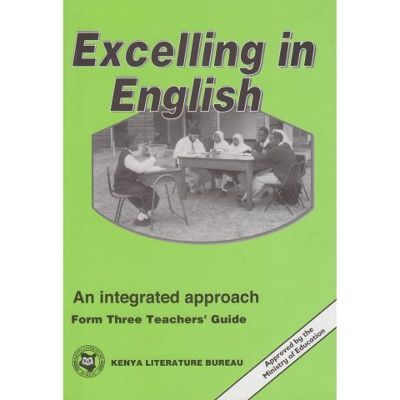 Excelling in
English
An integrated approach
Form Three Teachers' Guide
KENYA LITERATURE BUREAU
Approved by the
Ministry of Education